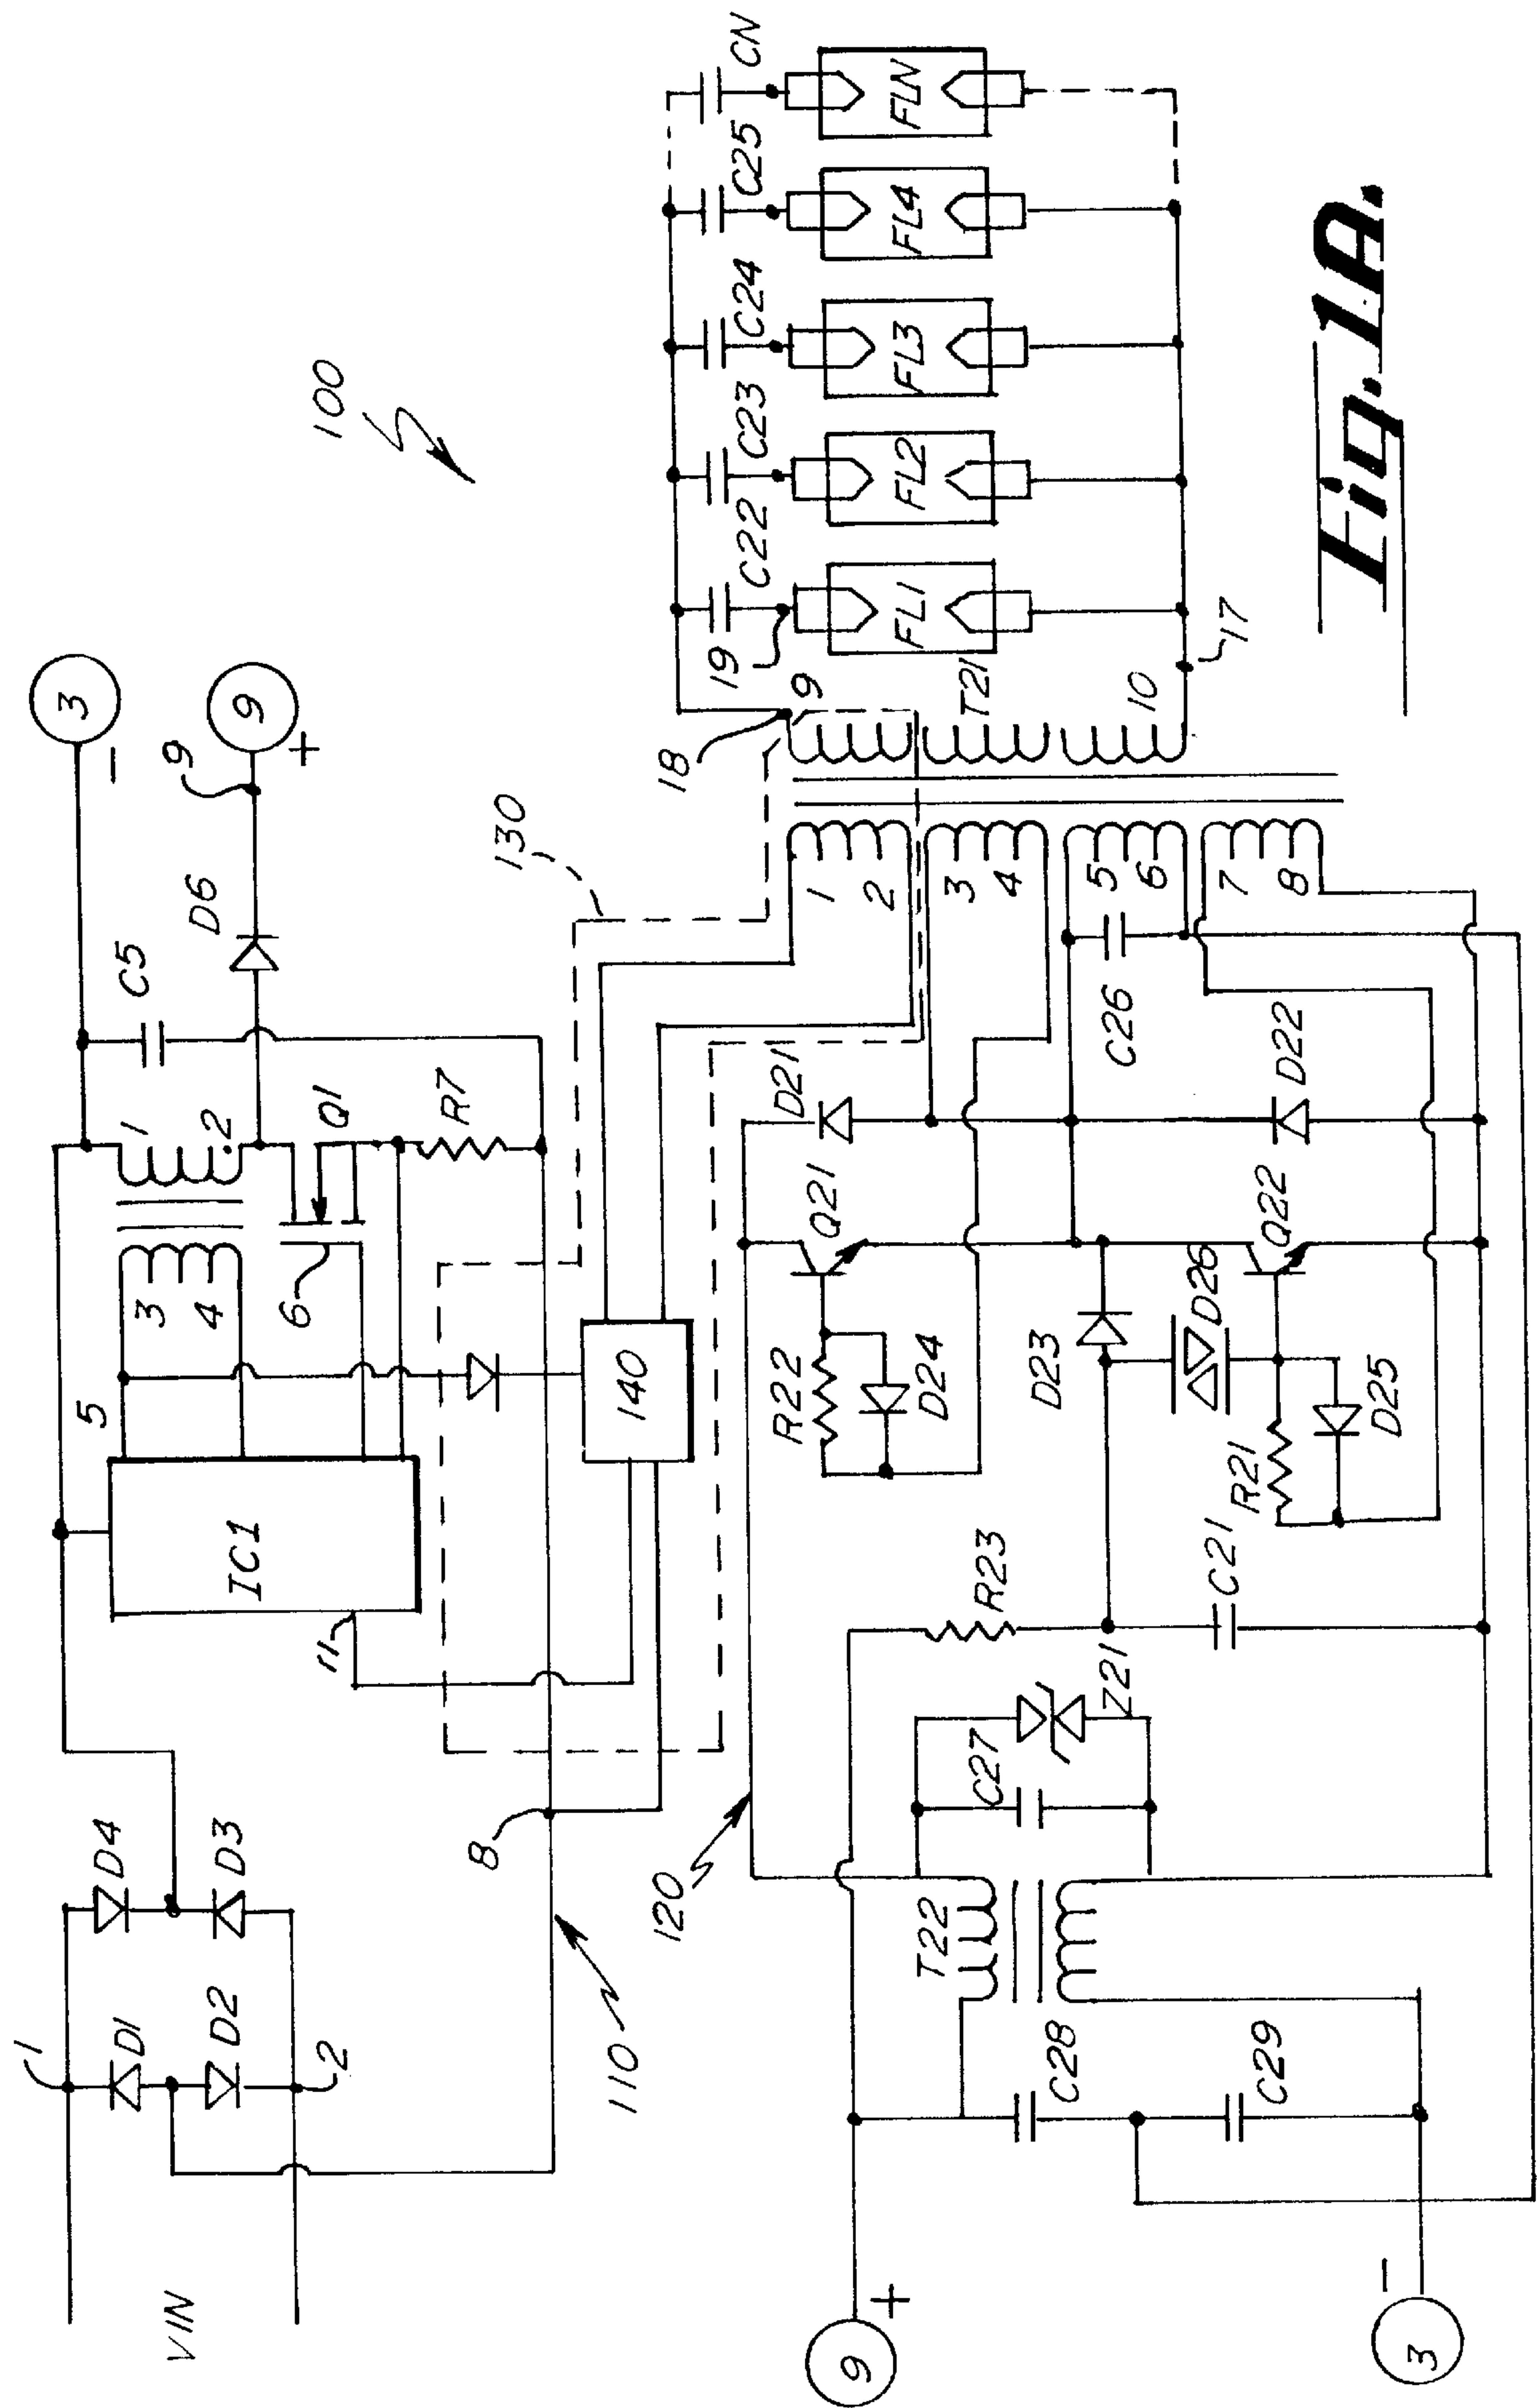 VIN
1
2
D1
D2
D4
D3
110
8
IC1
11
5
3
4
6
1
2
Q1
R7
C5
D6
9
3
-
9
+
140
130
100
120
9
+
3
-
C28
C29
T22
C27
Z21
R23
C21
R22
D24
Q21
D21
D23
D26
R21
D25
Q22
D22
C26
1
2
3
4
5
6
7
8
T21
9
10
18
19
17
C22
C23
C24
C25
CN
FL1
FL2
FL3
FL4
FLN
Fig. 1A.